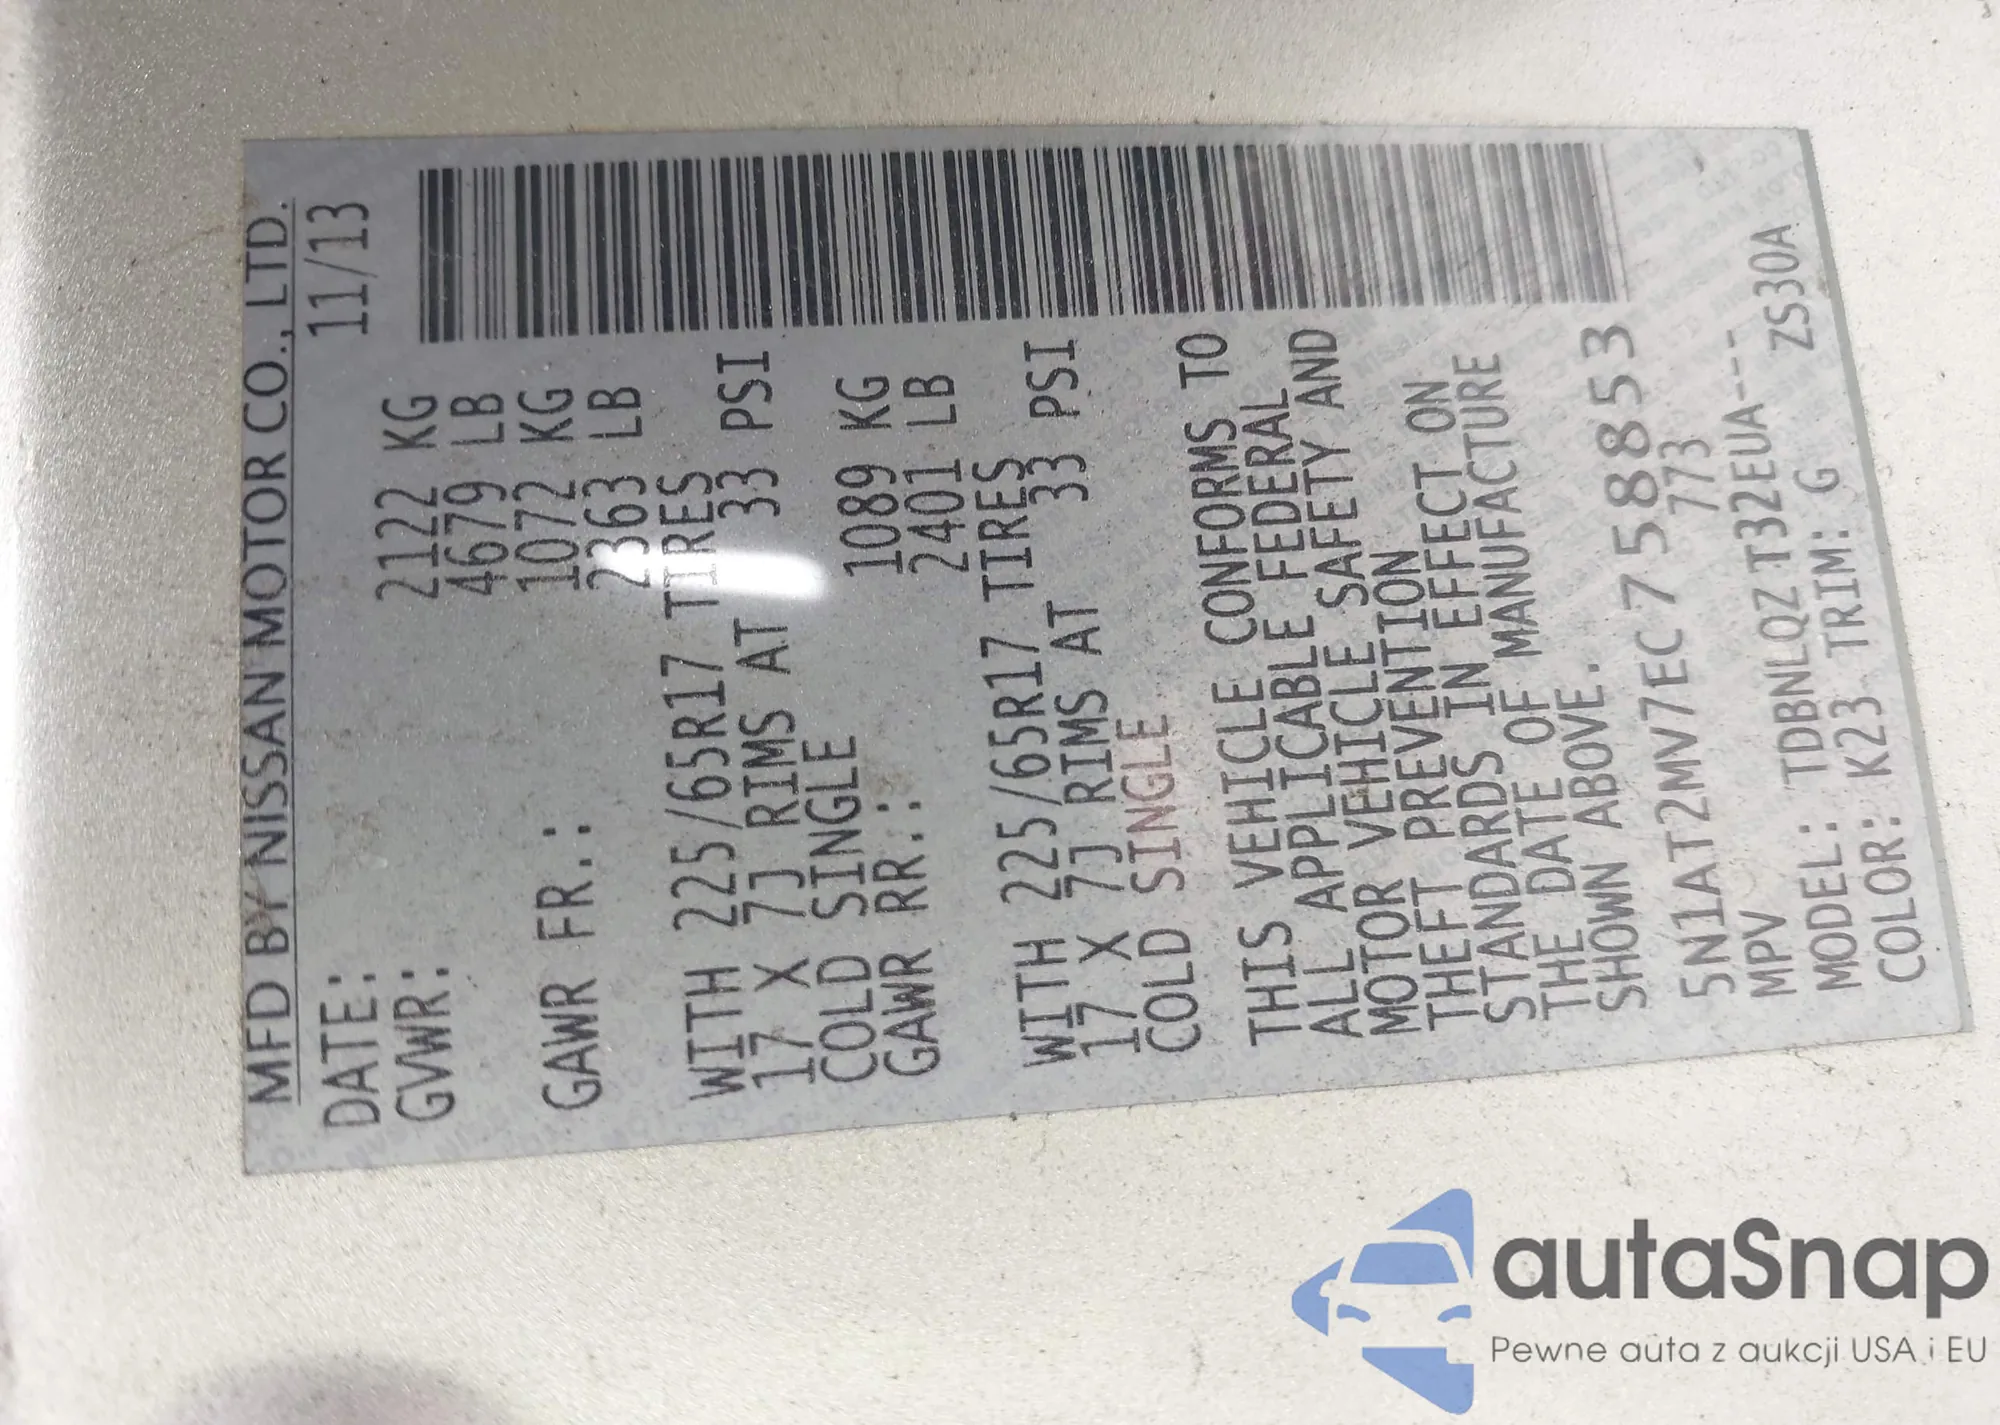 MFD BY NISSAN MOTOR CO., LTD.
DATE: 11/13
GVWR: 2122 KG
4679 LB
GAWR FR.: 1072 KG
2363 LB
WITH 225/65R17 TIRES
17 X 7J RIMS AT 33 PSI
COLD SINGLE
GAWR RR.: 1089 KG
2401 LB
WITH 225/65R17 TIRES
17 X 7J RIMS AT 33 PSI
COLD SINGLE
THIS VEHICLE CONFORMS TO
ALL APPLICABLE FEDERAL
MOTOR VEHICLE SAFETY AND
THEFT PREVENTION
STANDARDS IN EFFECT ON
THE DATE OF MANUFACTURE
SHOWN ABOVE.
5N1AT2MV7EC758853
MPV 773
MODEL: TDBNLQZ T32EUA---
COLOR: K23 TRIM: G ZS30A
autaSnap
Pewne auta z aukcji USA i EU